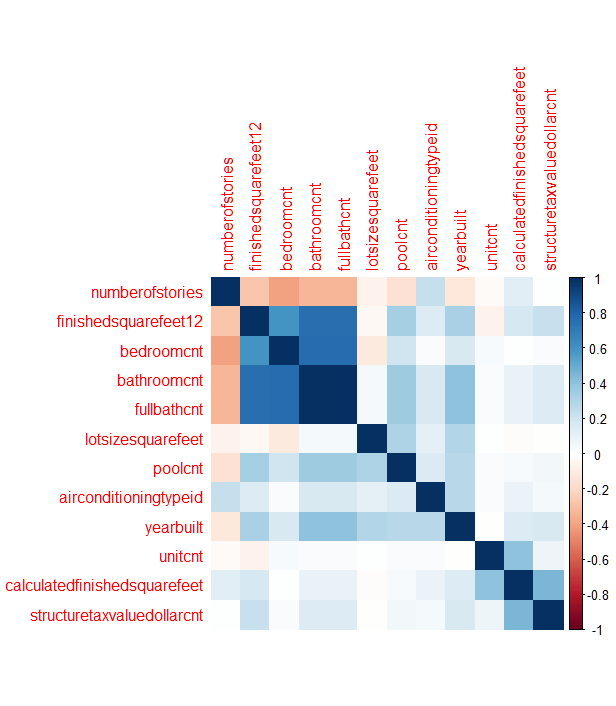 numberofstories
finishedsquarefeet12
bedroomcnt
bathroomcnt
fullbathcnt
lotsizesquarefeet
poolcnt
airconditioningtypeid
yearbuilt
unitcnt
calculatedfinishedsquarefeet
structuretaxvaluedollarcnt
numberofstories
finishedsquarefeet12
bedroomcnt
bathroomcnt
fullbathcnt
lotsizesquarefeet
poolcnt
airconditioningtypeid
yearbuilt
unitcnt
calculatedfinishedsquarefeet
structuretaxvaluedollarcnt
1
0.8
0.6
0.4
0.2
0
-0.2
-0.4
-0.6
-0.8
-1